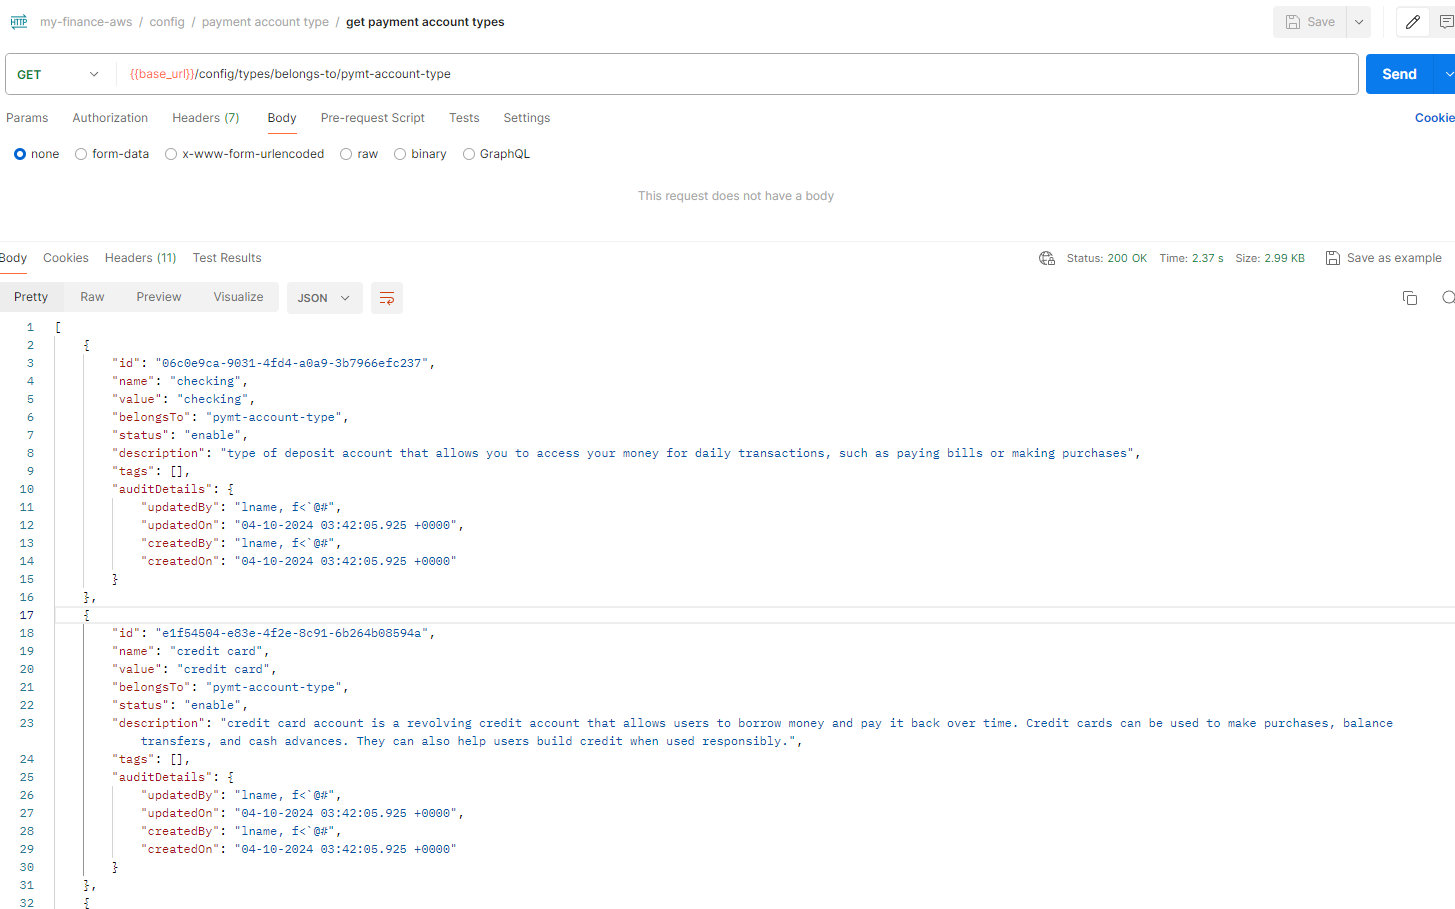 HTTP my-finance-aws / config / payment account type / get payment account types
Save
GET {{base_url}}/config/types/belongs-to/pymt-account-type
Send
Params Authorization Headers (7) Body Pre-request Script Tests Settings
Cookie
none form-data x-www-form-urlencoded raw binary GraphQL
This request does not have a body
Body Cookies Headers (11) Test Results
Status: 200 OK Time: 2.37 s Size: 2.99 KB Save as example
Pretty Raw Preview Visualize JSON
1 [
2 {
3 "id": "06c0e9ca-9031-4fd4-a0a9-3b7966efc237",
4 "name": "checking",
5 "value": "checking",
6 "belongsTo": "pymt-account-type",
7 "status": "enable",
8 "description": "type of deposit account that allows you to access your money for daily transactions, such as paying bills or making purchases",
9 "tags": [],
10 "auditDetails": {
11 "updatedBy": "lname, f<`@#",
12 "updatedOn": "04-10-2024 03:42:05.925 +0000",
13 "createdBy": "lname, f<`@#",
14 "createdOn": "04-10-2024 03:42:05.925 +0000"
15 }
16 },
17 {
18 "id": "e1f54504-e83e-4f2e-8c91-6b264b08594a",
19 "name": "credit card",
20 "value": "credit card",
21 "belongsTo": "pymt-account-type",
22 "status": "enable",
23 "description": "credit card account is a revolving credit account that allows users to borrow money and pay it back over time. Credit cards can be used to make purchases, balance
transfers, and cash advances. They can also help users build credit when used responsibly.",
24 "tags": [],
25 "auditDetails": {
26 "updatedBy": "lname, f<`@#",
27 "updatedOn": "04-10-2024 03:42:05.925 +0000",
28 "createdBy": "lname, f<`@#",
29 "createdOn": "04-10-2024 03:42:05.925 +0000"
30 }
31 },
32 {